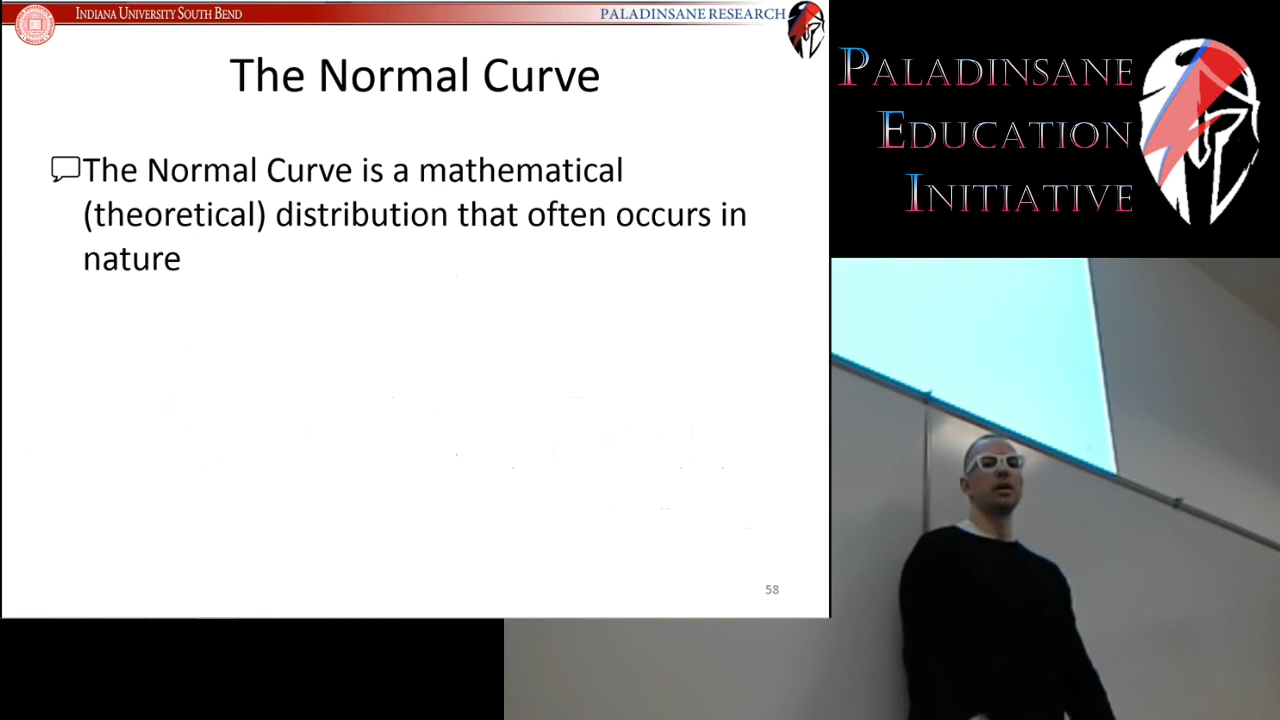 INDIANA UNIVERSITY SOUTH BEND
PALADINSANE RESEARCH
The Normal Curve
The Normal Curve is a mathematical
(theoretical) distribution that often occurs in
nature
58
PALADINSANE
EDUCATION
INITIATIVE